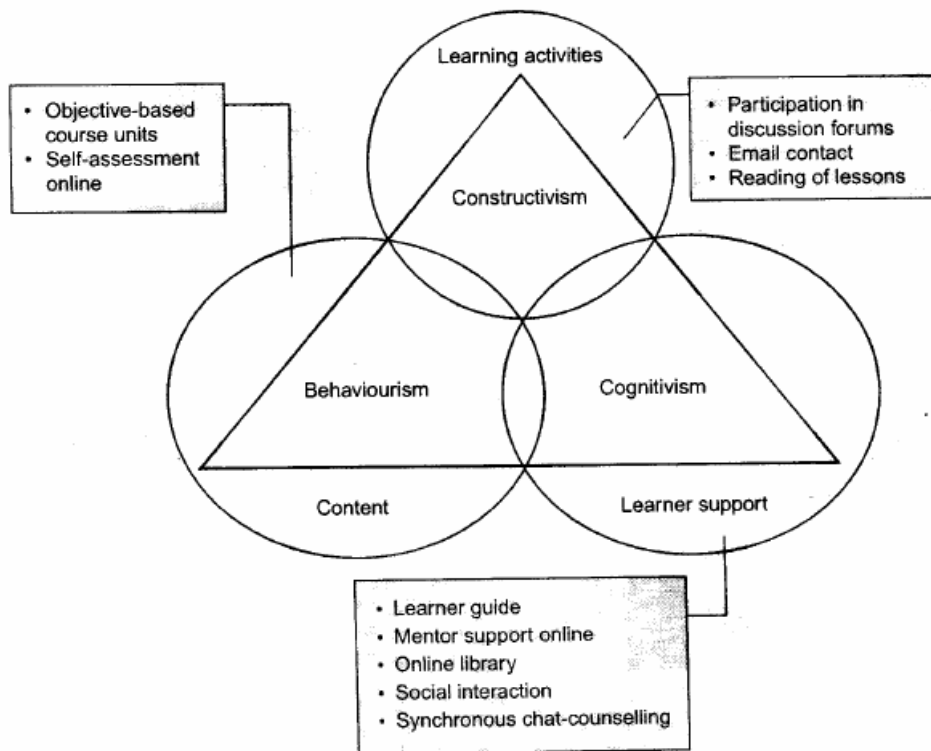 Learning activities
• Objective-based
course units
• Self-assessment
online
• Participation in
discussion forums
• Email contact
• Reading of lessons
Constructivism
Behaviourism
Cognitivism
Content
Learner support
• Learner guide
• Mentor support online
• Online library
• Social interaction
• Synchronous chat-counselling